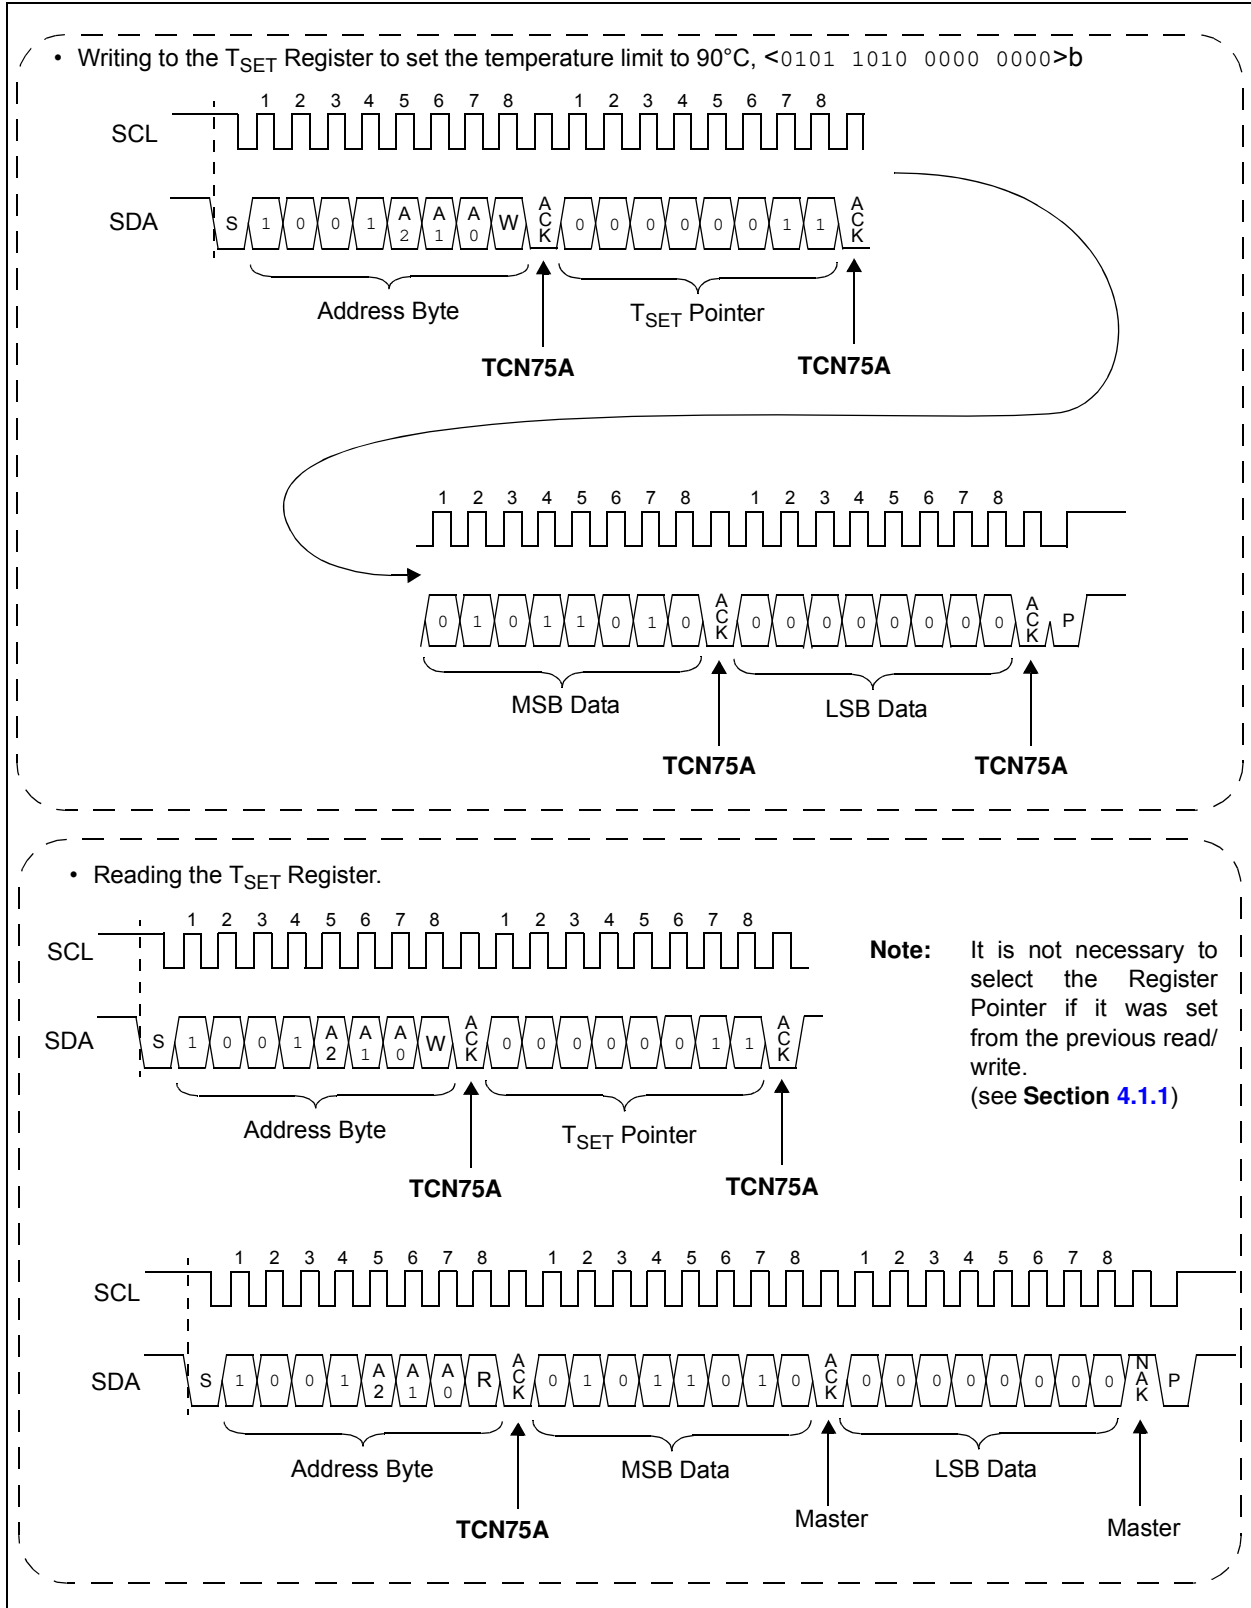 • Writing to the TSET Register to set the temperature limit to 90°C, <0101 1010 0000 0000>b
1 2 3 4 5 6 7 8 1 2 3 4 5 6 7 8
SCL
SDA S 1 0 0 1 A2 A1 A0 W ACK 0 0 0 0 0 0 1 1 ACK
Address Byte TSET Pointer
TCN75A TCN75A
1 2 3 4 5 6 7 8 1 2 3 4 5 6 7 8
0 1 0 1 1 0 1 0 ACK 0 0 0 0 0 0 0 0 ACK P
MSB Data LSB Data
TCN75A TCN75A
• Reading the TSET Register.
1 2 3 4 5 6 7 8 1 2 3 4 5 6 7 8
SCL
SDA S 1 0 0 1 A2 A1 A0 W ACK 0 0 0 0 0 0 1 1 ACK
Address Byte TSET Pointer
TCN75A TCN75A
Note: It is not necessary to
select the Register
Pointer if it was set
from the previous read/
write.
(see Section 4.1.1)
1 2 3 4 5 6 7 8 1 2 3 4 5 6 7 8 1 2 3 4 5 6 7 8
SCL
SDA S 1 0 0 1 A2 A1 A0 R ACK 0 1 0 1 1 0 1 0 ACK 0 0 0 0 0 0 0 0 NAK P
Address Byte MSB Data LSB Data
TCN75A Master Master